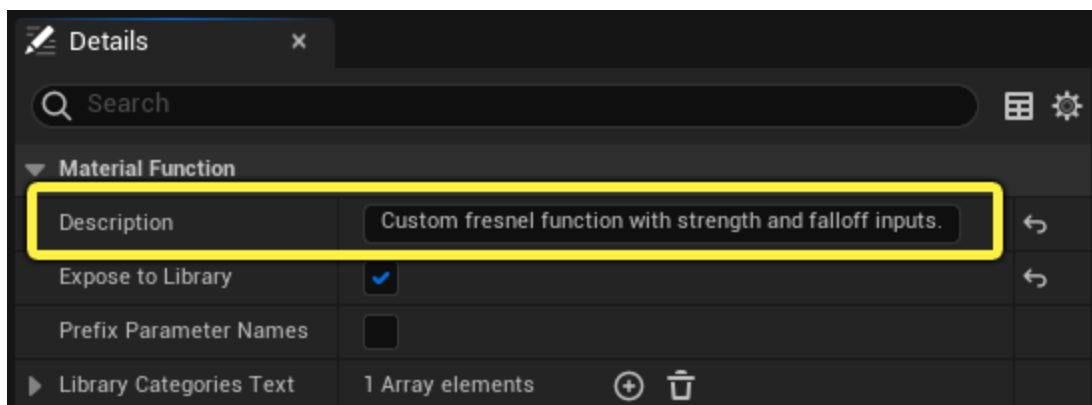 Details
Search
Material Function
Description Custom fresnel function with strength and falloff inputs.
Expose to Library
Prefix Parameter Names
Library Categories Text 1 Array elements